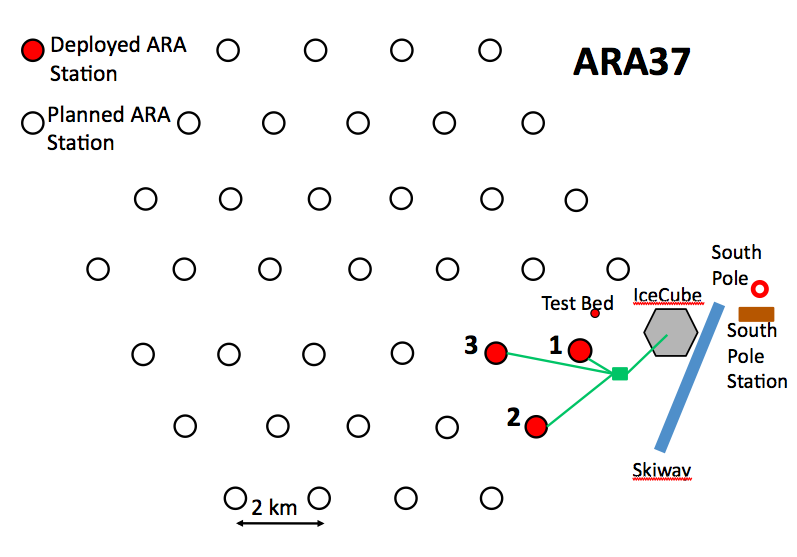 Deployed ARA
Station
ARA37
Planned ARA
Station
South
Pole
Test Bed
IceCube
South
Pole
Station
3
1
2
Skiway
2 km